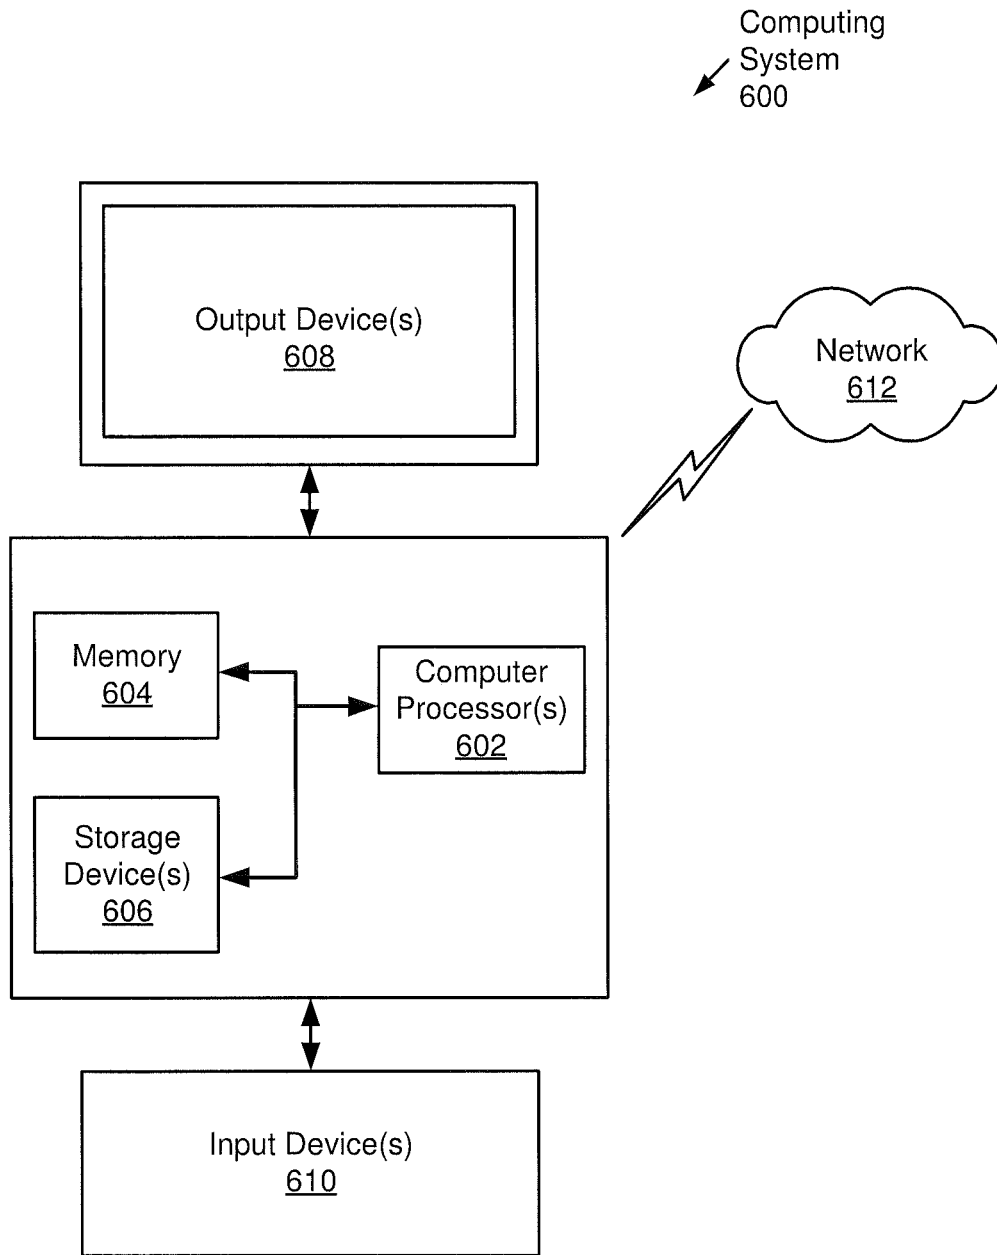 Computing
System
600
Output Device(s)
608
Network
612
Memory
604
Computer
Processor(s)
602
Storage
Device(s)
606
Input Device(s)
610